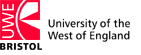 UWE
BRISTOL
University of the
West of England